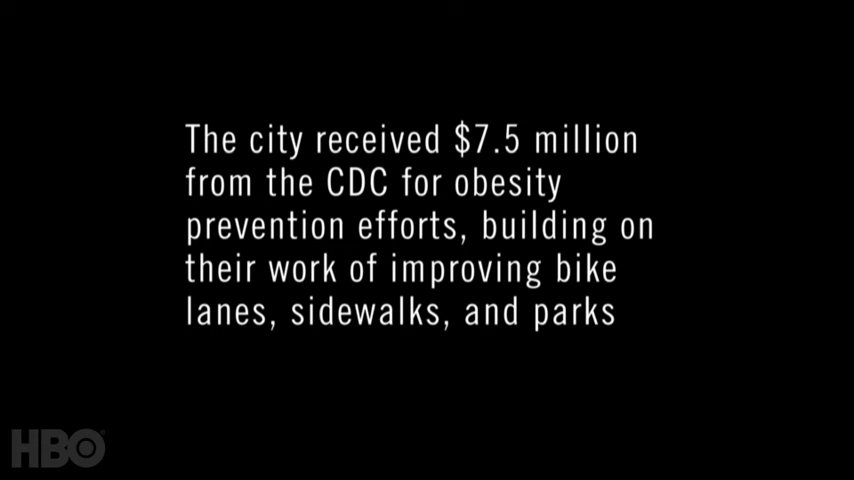 The city received $7.5 million
from the CDC for obesity
prevention efforts, building on
their work of improving bike
lanes, sidewalks, and parks
HBO